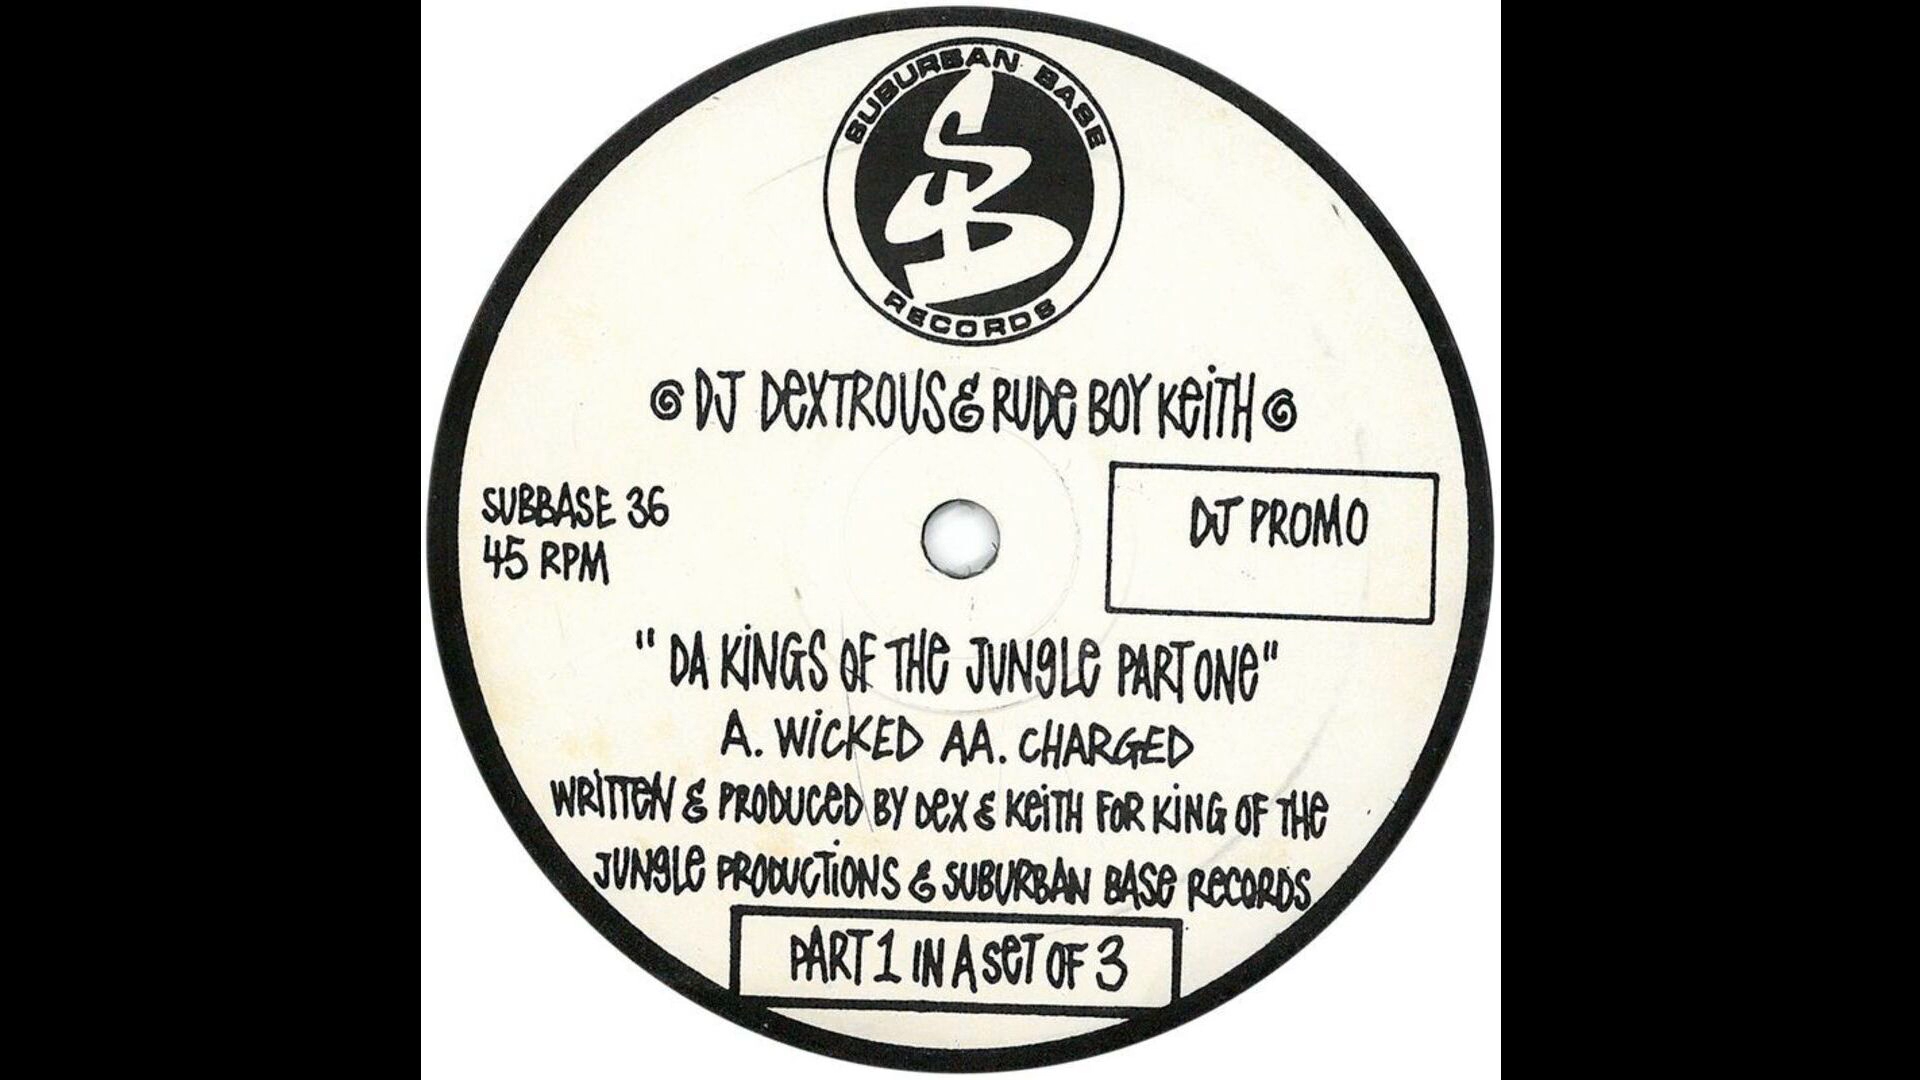 SUBURBAN BASE
SB
RECORDS
DJ DEXTROUS & RUDE BOY KEITH
SUBBASE 36
45 RPM
DJ PROMO
"DA KINGS OF THE JUNGLE PART ONE"
A. WICKED AA. CHARGED
WRITTEN & PRODUCED BY DEX & KEITH FOR KING OF THE
JUNGLE PRODUCTIONS & SUBURBAN BASE RECORDS
PART 1 IN A SET OF 3